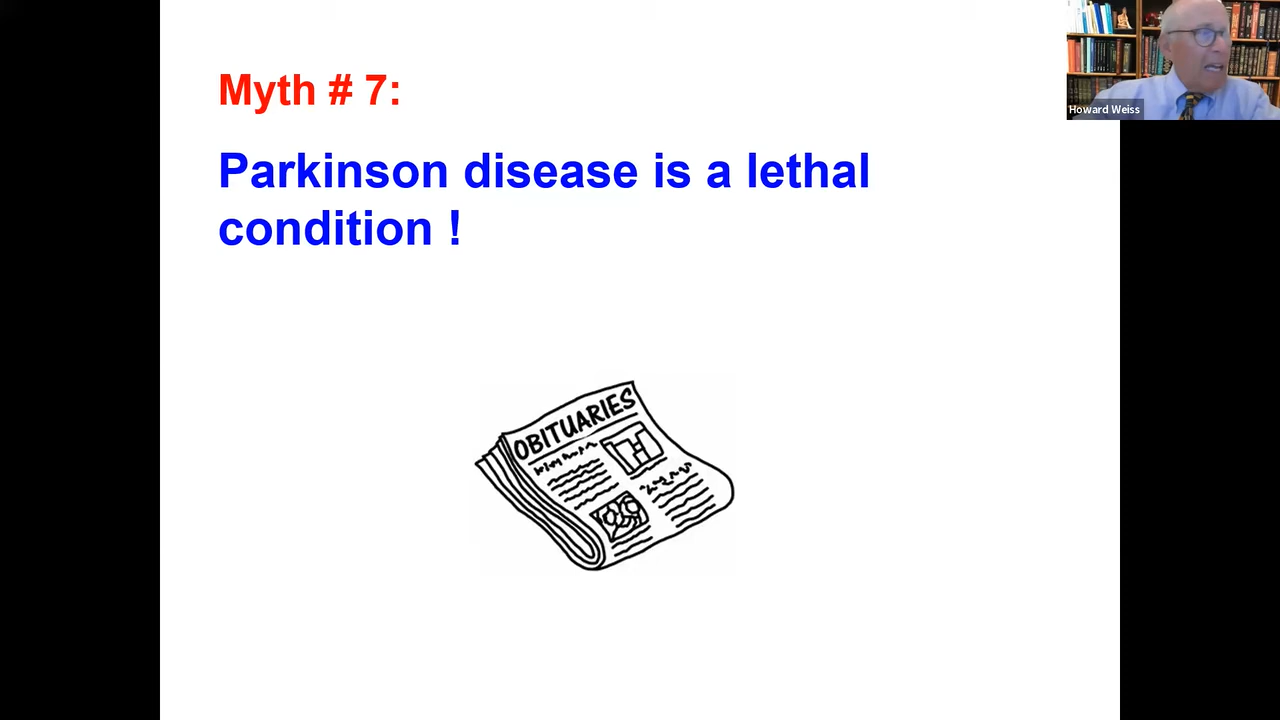 Myth # 7:
Parkinson disease is a lethal
condition !
OBITUARIES
Howard Weiss